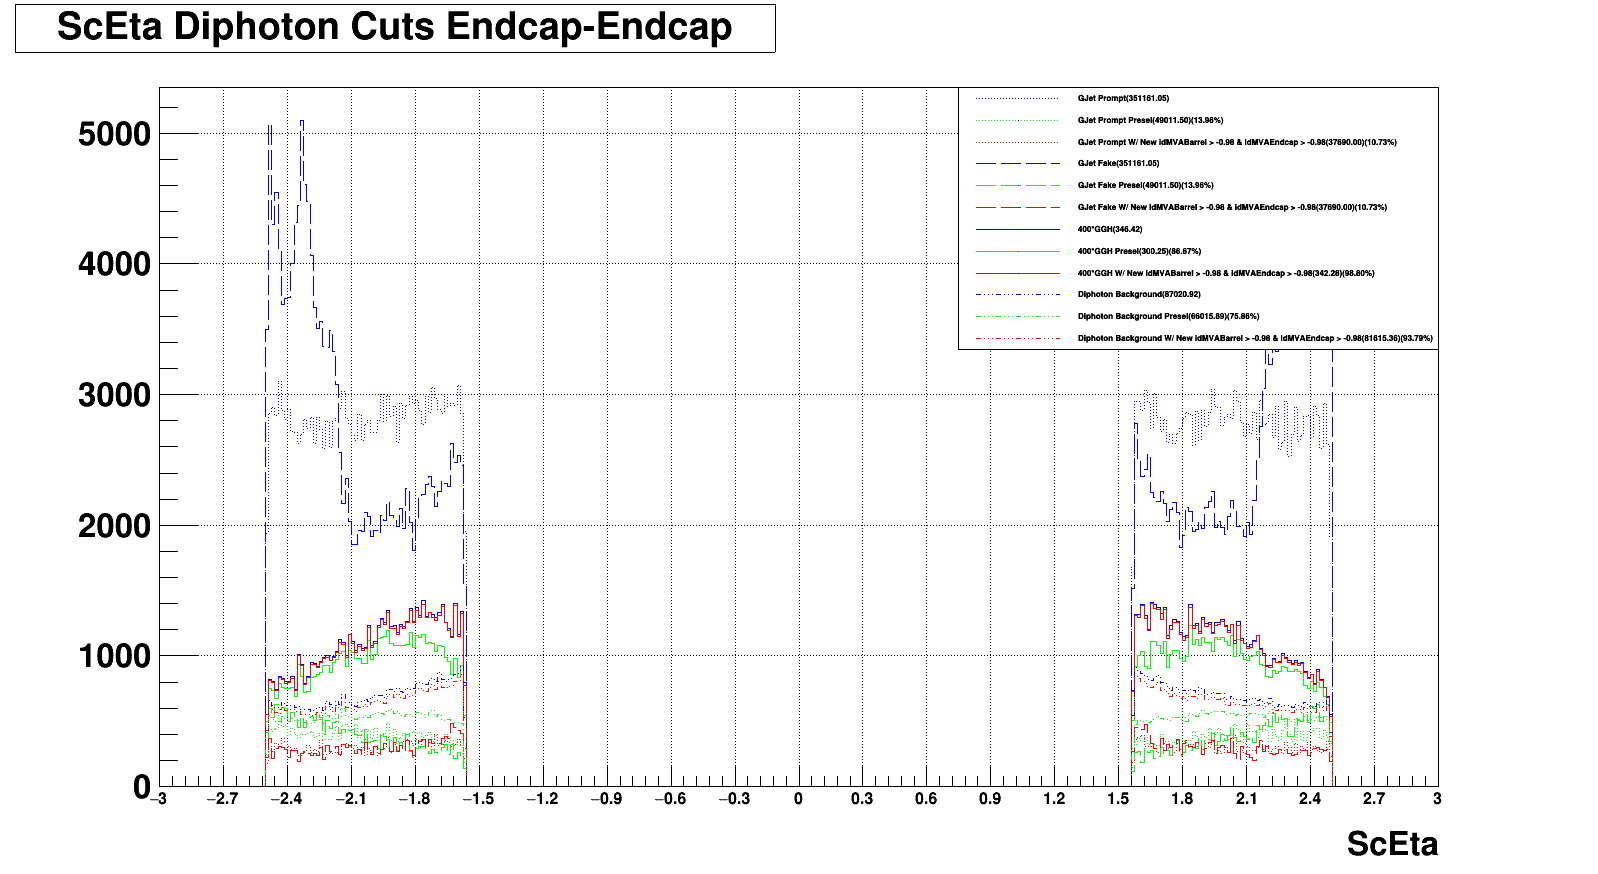 ScEta Diphoton Cuts Endcap-Endcap
GJet Prompt(351161.05)
GJet Prompt Presel(49011.50)(13.96%)
GJet Prompt W/ New idMVABarrel > -0.98 & idMVAEndcap > -0.98(37690.00)(10.73%)
GJet Fake(351161.05)
GJet Fake Presel(49011.50)(13.96%)
GJet Fake W/ New idMVABarrel > -0.98 & idMVAEndcap > -0.98(37690.00)(10.73%)
400*GGH(346.42)
400*GGH Presel(300.25)(86.67%)
400*GGH W/ New idMVABarrel > -0.98 & idMVAEndcap > -0.98(342.28)(98.80%)
Diphoton Background(87020.92)
Diphoton Background Presel(66015.89)(75.86%)
Diphoton Background W/ New idMVABarrel > -0.98 & idMVAEndcap > -0.98(81615.36)(93.79%)
5000
4000
3000
2000
1000
0
−3 −2.7 −2.4 −2.1 −1.8 −1.5 −1.2 −0.9 −0.6 −0.3 0 0.3 0.6 0.9 1.2 1.5 1.8 2.1 2.4 2.7 3
ScEta